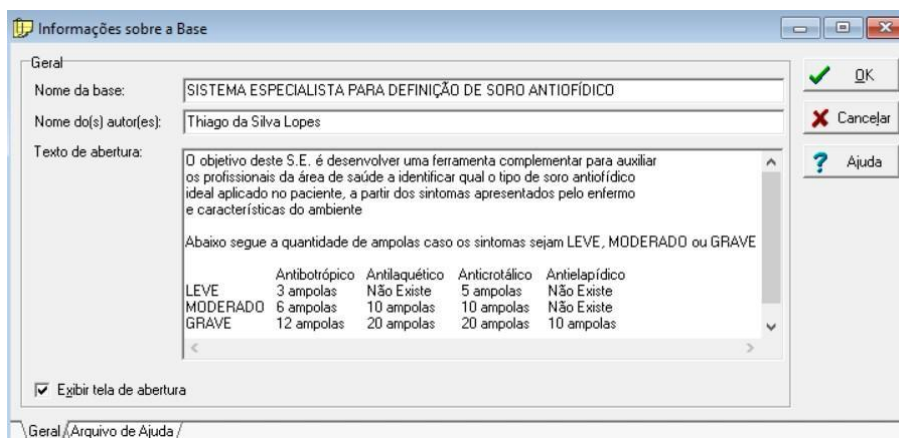 Informações sobre a Base
Geral
Nome da base: SISTEMA ESPECIALISTA PARA DEFINIÇÃO DE SORO ANTIOFÍDICO
Nome do(s) autor(es): Thiago da Silva Lopes
Texto de abertura:
O objetivo deste S.E. é desenvolver uma ferramenta complementar para auxiliar
os profissionais da área de saúde a identificar qual o tipo de soro antiofídico
ideal aplicado no paciente, a partir dos sintomas apresentados pelo enfermo
e características do ambiente
Abaixo segue a quantidade de ampolas caso os sintomas sejam LEVE, MODERADO ou GRAVE
Antibotrópico Antilaquético Anticrotálico Antielapídico
LEVE 3 ampolas Não Existe 5 ampolas Não Existe
MODERADO 6 ampolas 10 ampolas 10 ampolas Não Existe
GRAVE 12 ampolas 20 ampolas 20 ampolas 10 ampolas
Exibir tela de abertura
Geral Arquivo de Ajuda
OK
Cancelar
Ajuda